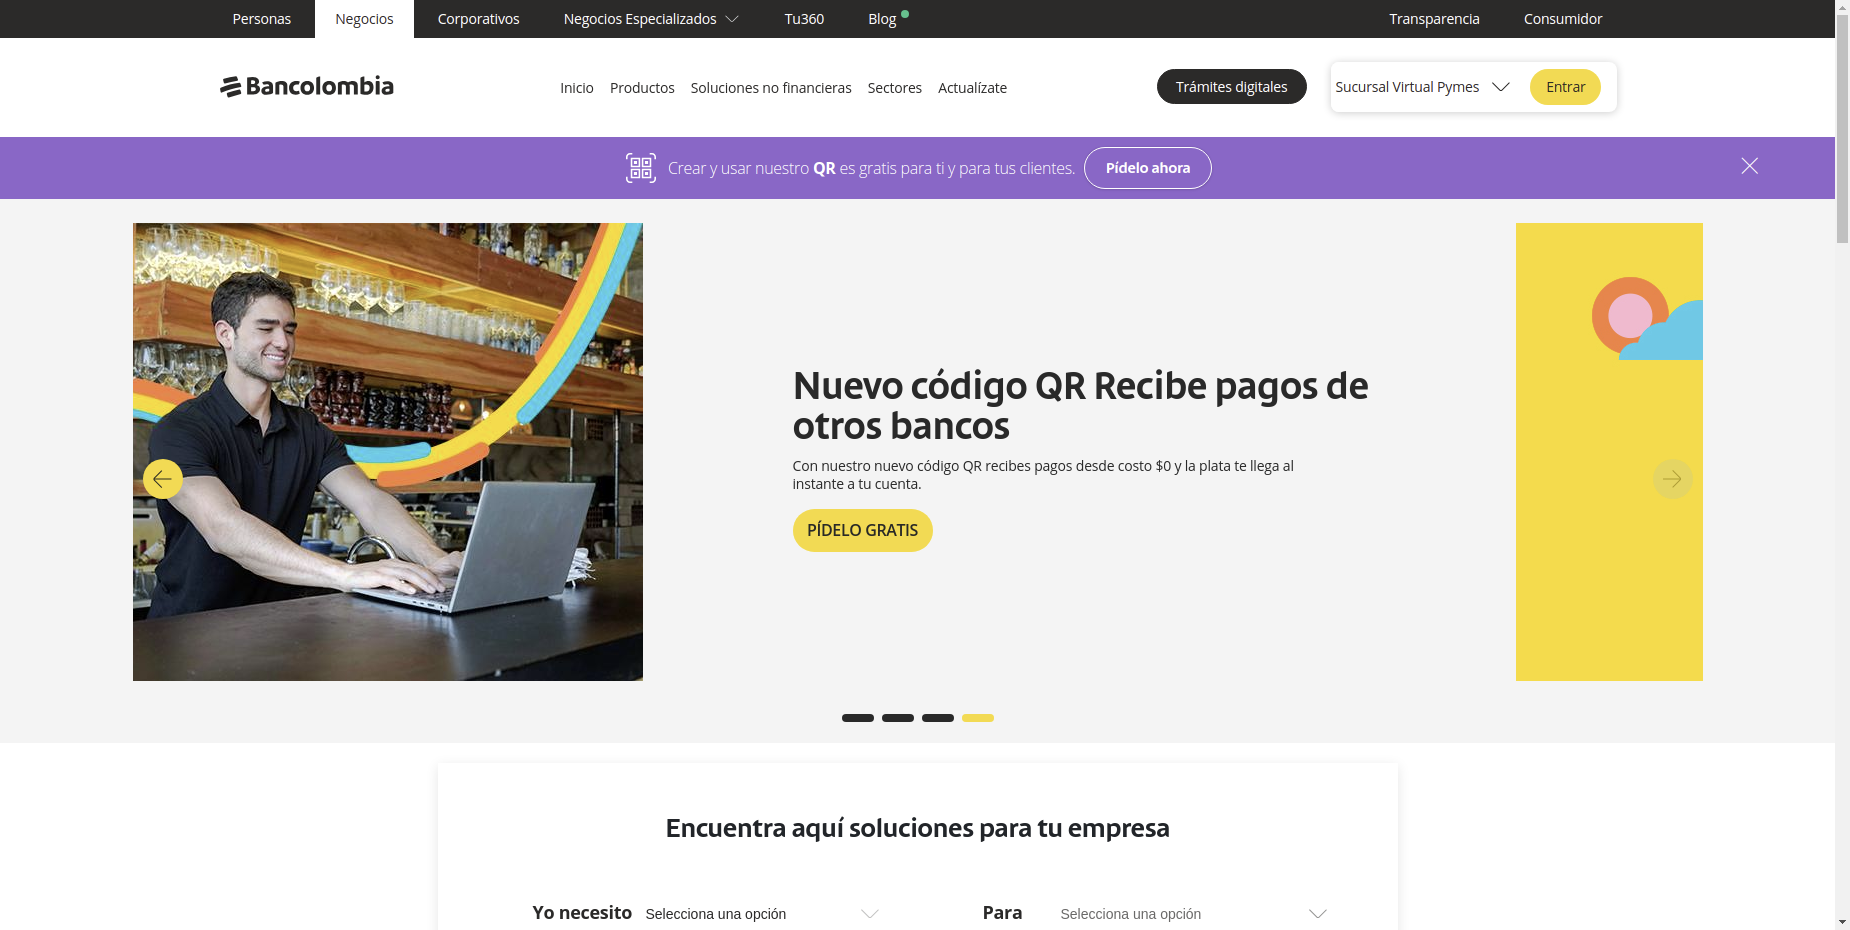 Personas Negocios Corporativos Negocios Especializados Tu360 Blog Transparencia Consumidor
Bancolombia Inicio Productos Soluciones no financieras Sectores Actualízate Trámites digitales Sucursal Virtual Pymes Entrar
Crear y usar nuestro QR es gratis para ti y para tus clientes. Pídelo ahora
Nuevo código QR Recibe pagos de
otros bancos
Con nuestro nuevo código QR recibes pagos desde costo $0 y la plata te llega al
instante a tu cuenta.
PÍDELO GRATIS
Encuentra aquí soluciones para tu empresa
Yo necesito Selecciona una opción Para Selecciona una opción